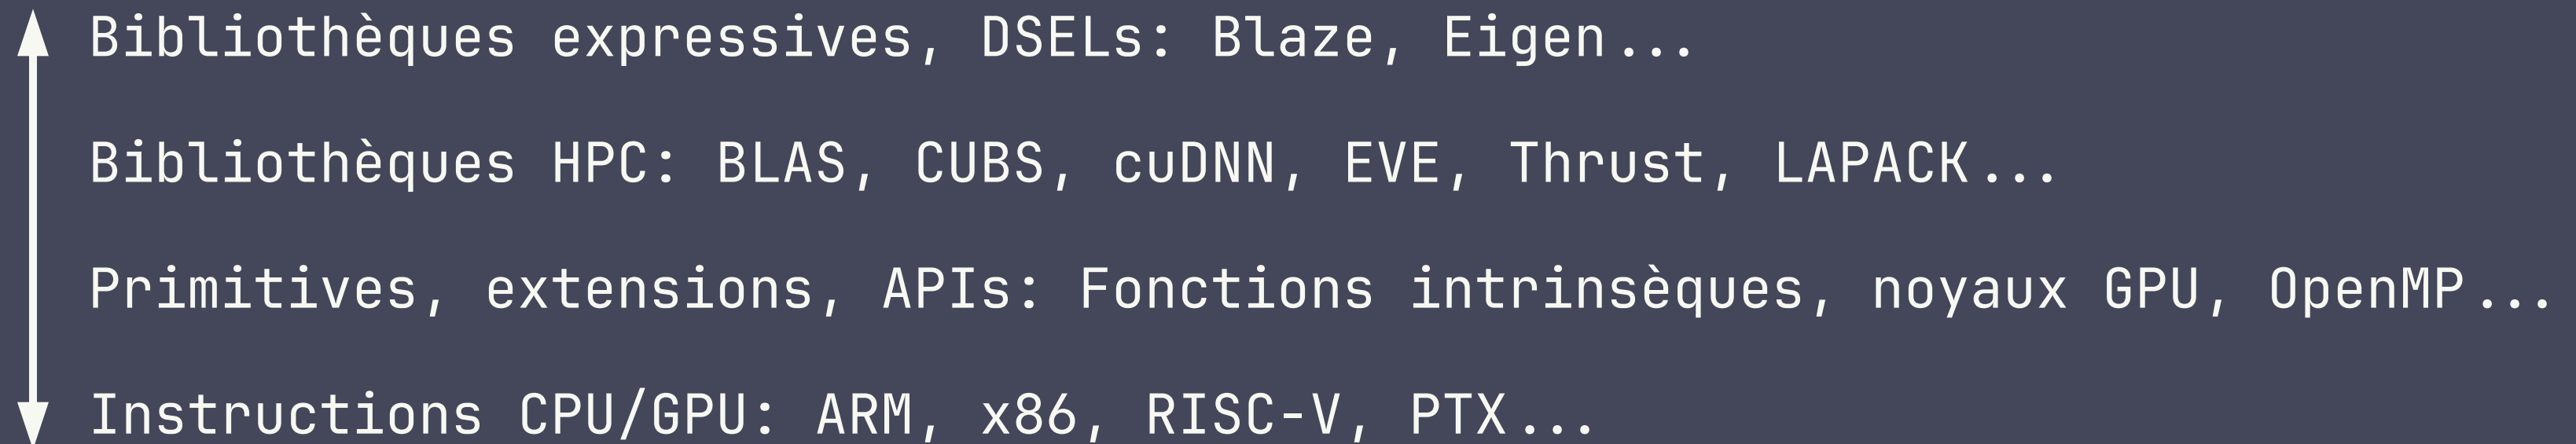 Bibliothèques expressives, DSELs: Blaze, Eigen...
Bibliothèques HPC: BLAS, CUBS, cuDNN, EVE, Thrust, LAPACK...
Primitives, extensions, APIs: Fonctions intrinsèques, noyaux GPU, OpenMP...
Instructions CPU/GPU: ARM, x86, RISC-V, PTX...